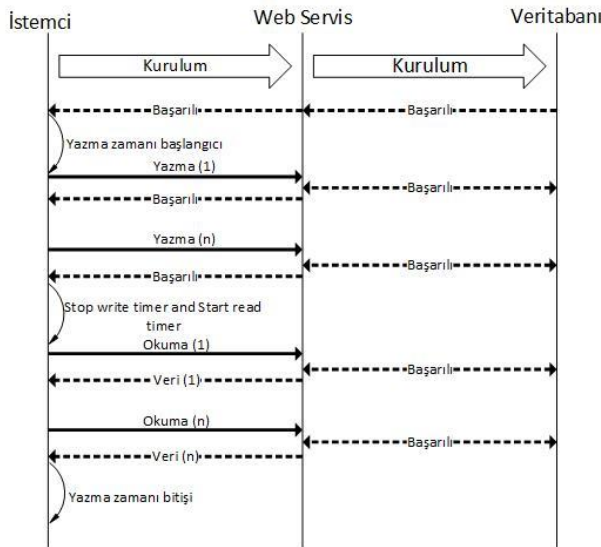 İstemci
Web Servis
Veritabanı
Kurulum
Kurulum
Başarılı
Başarılı
Yazma zamanı başlangıcı
Yazma (1)
Başarılı
Başarılı
Yazma (n)
Başarılı
Başarılı
Stop write timer and Start read
timer
Okuma (1)
Başarılı
Veri (1)
Okuma (n)
Başarılı
Veri (n)
Yazma zamanı bitişi